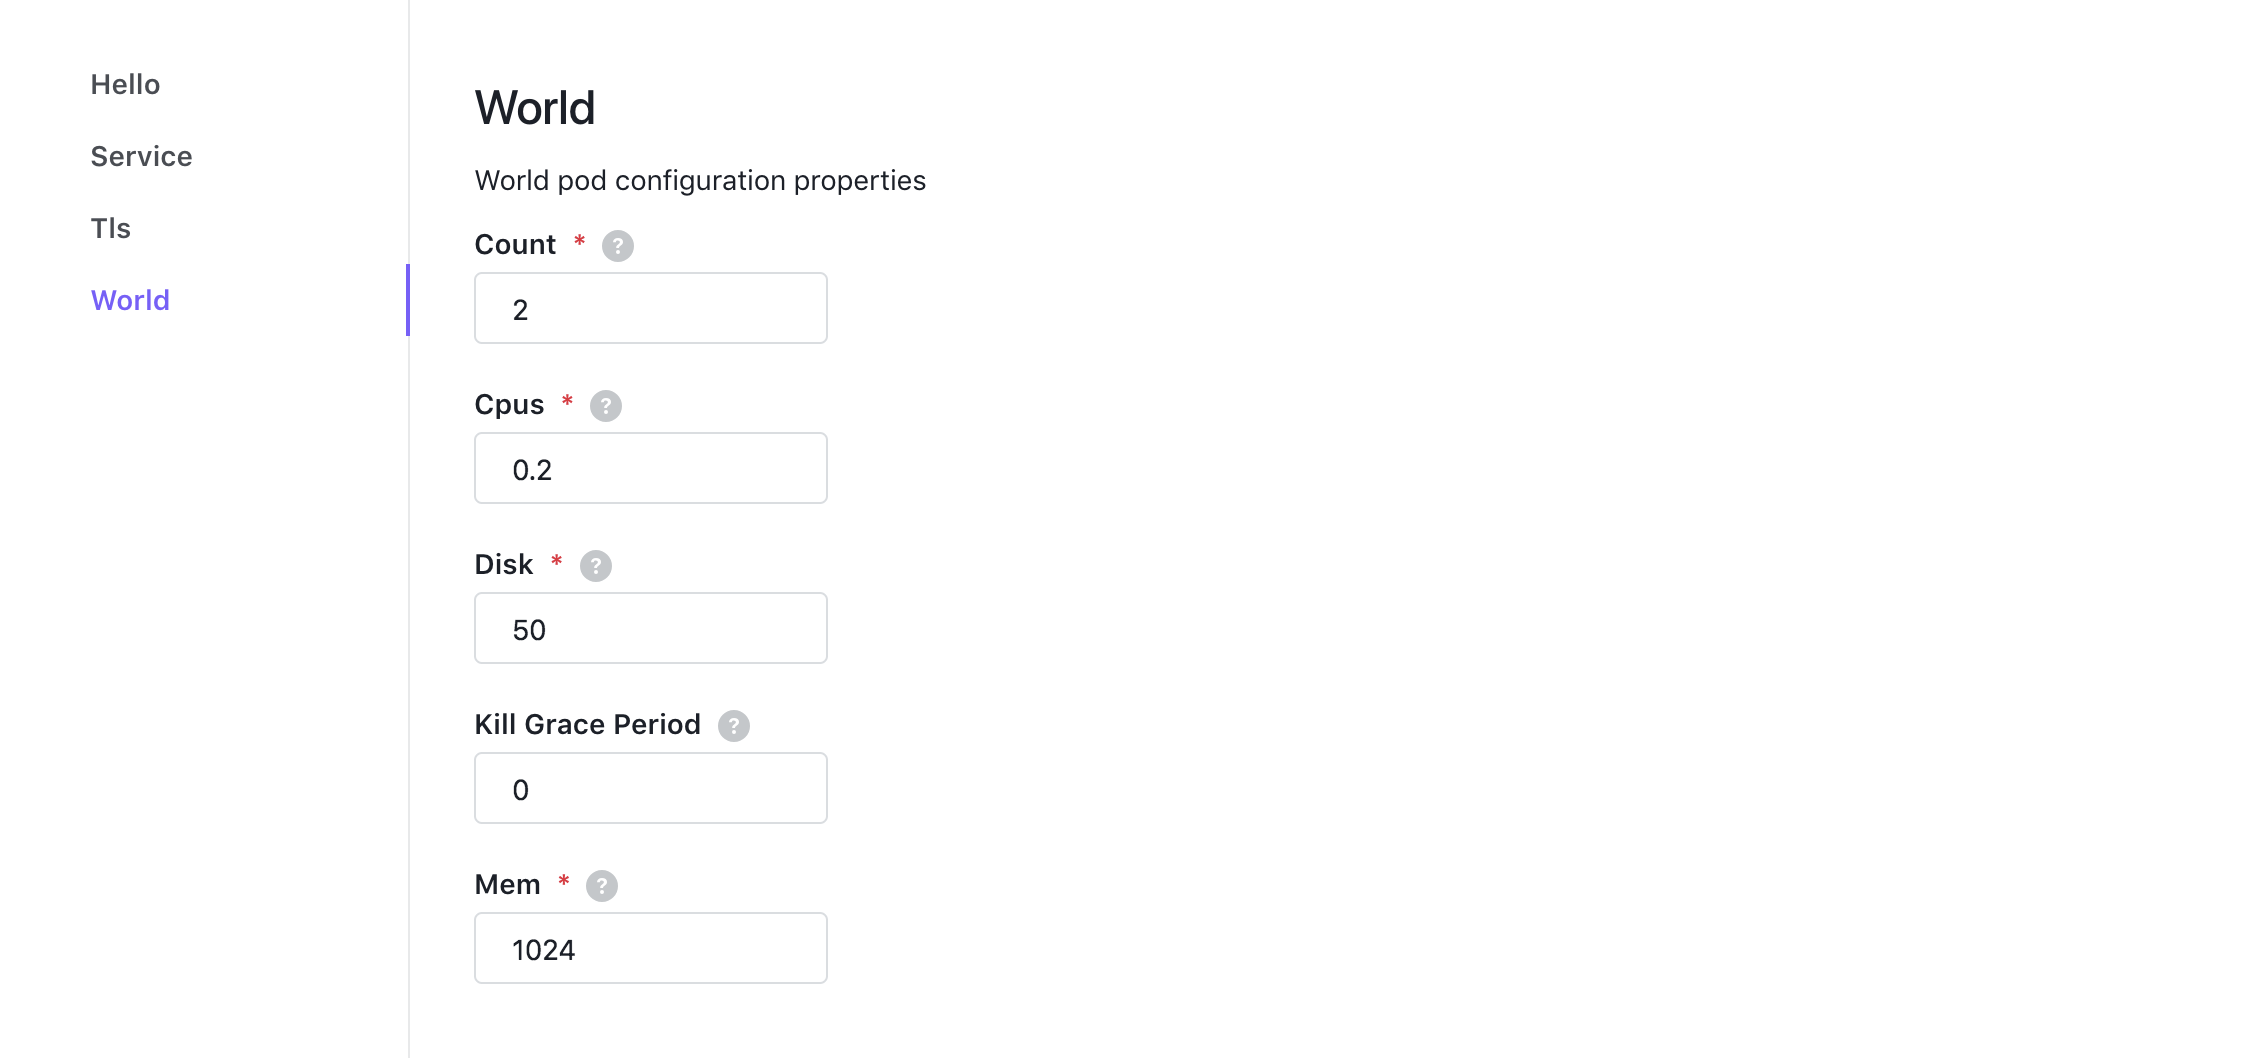 Hello
Service
Tls
World
World
World pod configuration properties
Count * ?
2
Cpus * ?
0.2
Disk * ?
50
Kill Grace Period ?
0
Mem * ?
1024